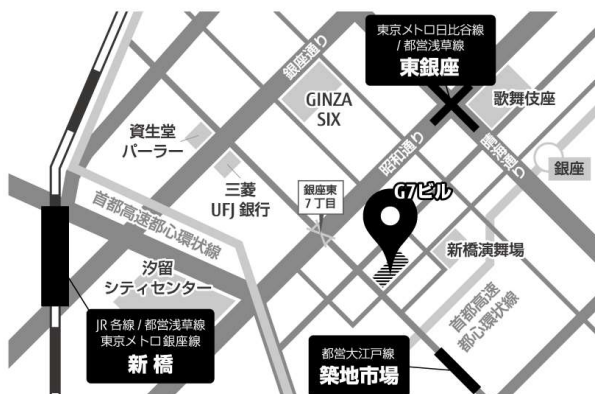 東京メトロ日比谷線
/ 都営浅草線
東銀座
銀座通り
GINZA
SIX
歌舞伎座
資生堂
パーラー
昭和通り
晴海通り
三菱
UFJ 銀行
銀座東
7丁目
G7ビル
銀座
首都高速都心環状線
新橋演舞場
汐留
シティセンター
首都高速
都心環状線
JR 各線 / 都営浅草線
東京メトロ銀座線
新橋
都営大江戸線
築地市場